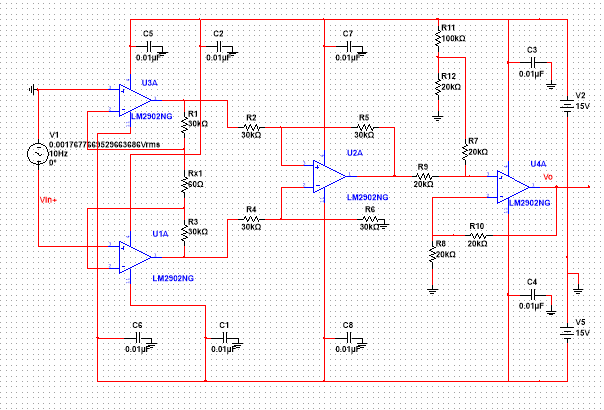 C5
0.01µF
C2
0.01µF
C7
0.01µF
R11
100kΩ
C3
0.01µF
R12
20kΩ
V2
15V
U3A
LM2902NG
R1
30kΩ
R2
30kΩ
R5
30kΩ
V1
0.0017677669529663686Vrms
10Hz
0°
R7
20kΩ
U2A
LM2902NG
U4A
LM2902NG
Rx1
60Ω
R9
20kΩ
Vo
Vin+
R4
30kΩ
R6
30kΩ
R3
30kΩ
U1A
LM2902NG
R10
20kΩ
R8
20kΩ
C4
0.01µF
C6
0.01µF
C1
0.01µF
C8
0.01µF
V5
15V